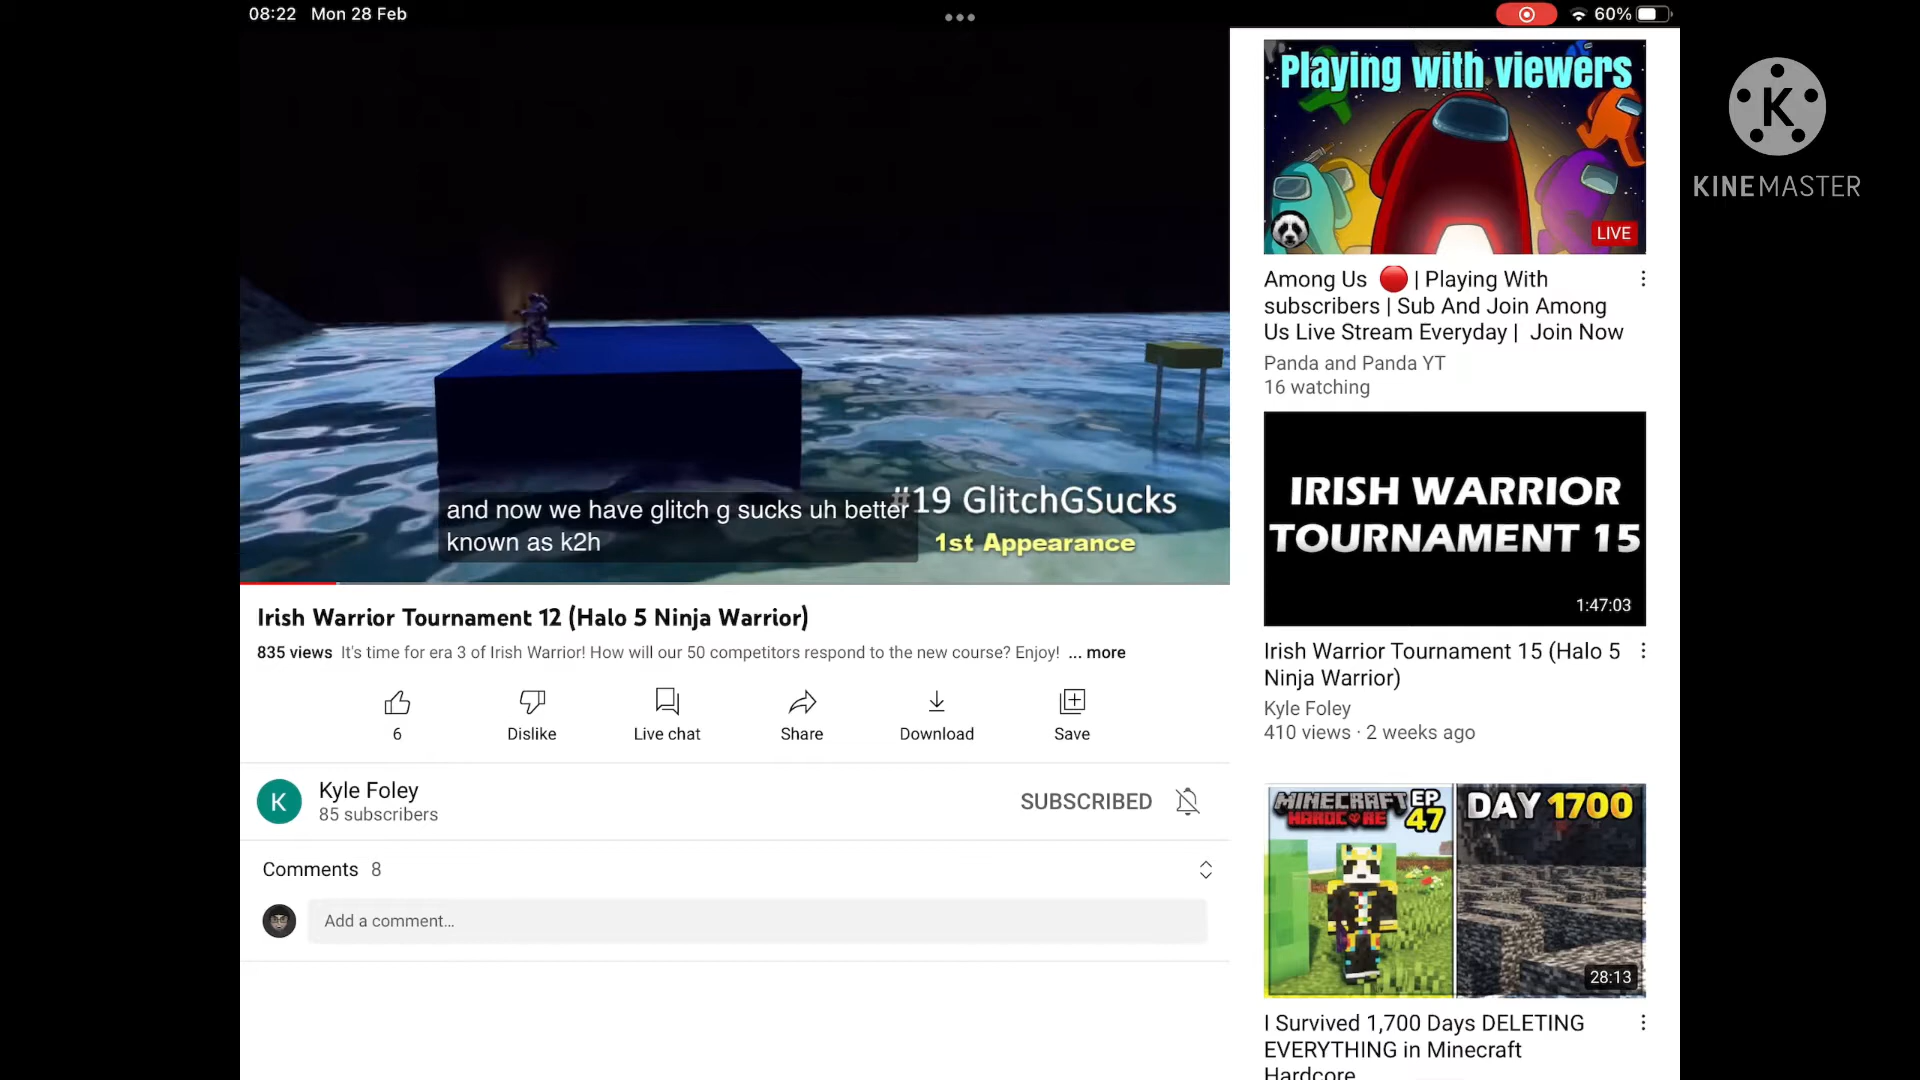 08:22 Mon 28 Feb
60%
#19 GlitchGSucks
1st Appearance
and now we have glitch g sucks uh better
known as k2h
Irish Warrior Tournament 12 (Halo 5 Ninja Warrior)
835 views It's time for era 3 of Irish Warrior! How will our 50 competitors respond to the new course? Enjoy! ... more
6
Dislike
Live chat
Share
Download
Save
K
Kyle Foley
85 subscribers
SUBSCRIBED
Comments 8
Add a comment...
Playing with viewers
LIVE
Among Us 🔴 | Playing With
subscribers | Sub And Join Among
Us Live Stream Everyday | Join Now
Panda and Panda YT
16 watching
IRISH WARRIOR
TOURNAMENT 15
1:47:03
Irish Warrior Tournament 15 (Halo 5
Ninja Warrior)
Kyle Foley
410 views · 2 weeks ago
MINECRAFT
HARDCORE
EP
47
DAY 1700
28:13
I Survived 1,700 Days DELETING
EVERYTHING in Minecraft
Hardcore
K
KINEMASTER